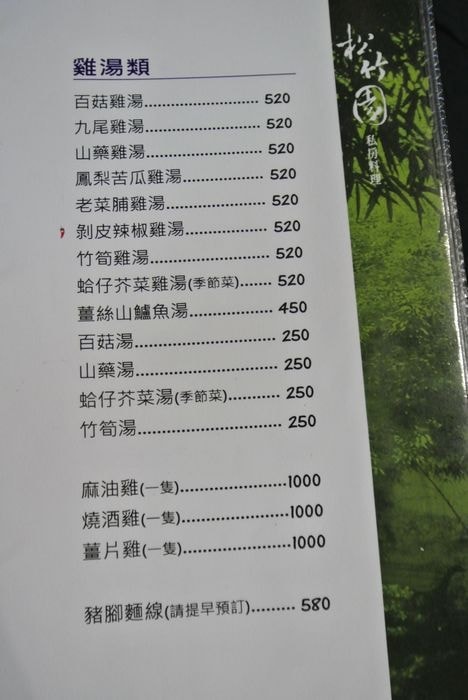 雞湯類
百菇雞湯........................... 520
九尾雞湯............................ 520
山藥雞湯............................ 520
鳳梨苦瓜雞湯................... 520
老菜脯雞湯......................... 520
剝皮辣椒雞湯.................... 520
竹筍雞湯............................. 520
蛤仔芥菜雞湯(季節菜)....... 520
薑絲山鱸魚湯..................... 450
百菇湯................................... 250
山藥湯................................... 250
蛤仔芥菜湯(季節菜)............ 250
竹筍湯................................... 250
麻油雞(一隻).........................1000
燒酒雞(一隻).........................1000
薑片雞(一隻).........................1000
豬腳麵線(請提早預訂)......... 580
松竹園
私房料理